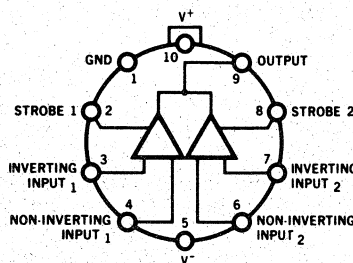 V+
10
GND
1
OUTPUT
9
STROBE 1
2
8
STROBE 2
INVERTING
INPUT 1
3
7
INVERTING
INPUT 2
NON-INVERTING
INPUT 1
4
5
V-
6
NON-INVERTING
INPUT 2